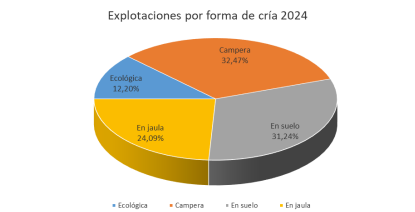 Explotaciones por forma de cría 2024
Campera
32,47%
Ecológica
12,20%
En suelo
31,24%
En jaula
24,09%
Ecológica Campera En suelo En jaula